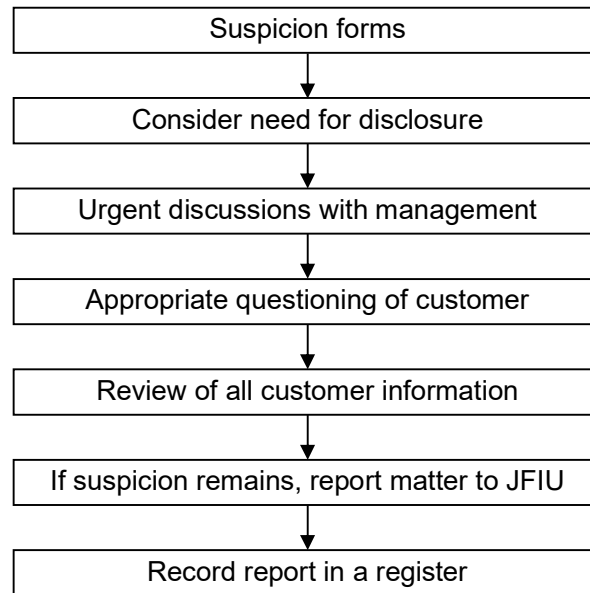 Suspicion forms
Consider need for disclosure
Urgent discussions with management
Appropriate questioning of customer
Review of all customer information
If suspicion remains, report matter to JFIU
Record report in a register